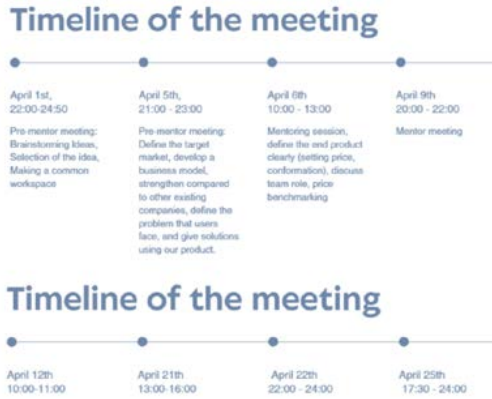 Timeline of the meeting
April 1st,
22:00-24:50
Pre-mentor meeting:
Brainstorming Ideas,
Selection of the idea,
Making a common
workspace
April 5th,
21:00 - 23:00
Pre-mentor meeting:
Define the target
market, develop a
business model,
strengthen compared
to other existing
companies, define the
problem that users
face, and give solutions
using our product.
April 6th
10:00 - 13:00
Mentoring session,
define the end product
clearly (setting price,
conformation), discuss
team role, price
benchmarking
April 9th
20:00 - 22:00
Mentor meeting
Timeline of the meeting
April 12th
10:00-11:00
April 21th
13:00-16:00
April 22th
22:00 - 24:00
April 25th
17:30 - 24:00